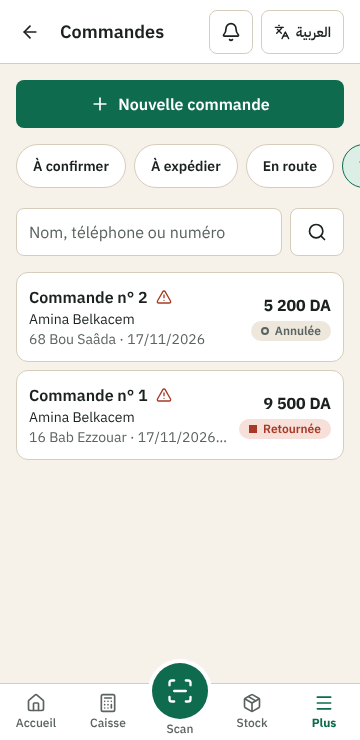 Commandes
العربية
Nouvelle commande
À confirmer
À expédier
En route
Nom, téléphone ou numéro
Commande n° 2
5 200 DA
Amina Belkacem
Annulée
68 Bou Saâda · 17/11/2026
Commande n° 1
9 500 DA
Amina Belkacem
Retournée
16 Bab Ezzouar · 17/11/2026...
Accueil
Caisse
Scan
Stock
Plus